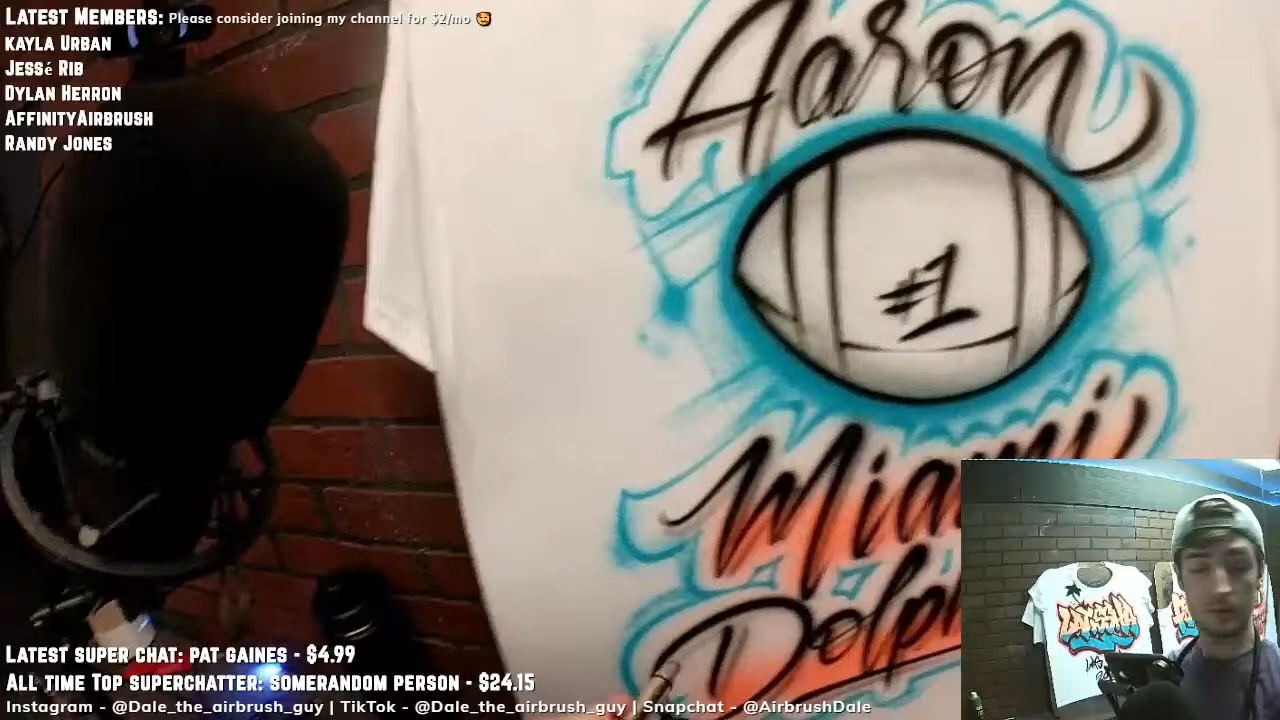 Latest Members: Please consider joining my channel for $2/mo
Kayla Urban
Jessé Rib
Dylan Herron
AffinityAirbrush
Randy Jones
Aaron
#1
Miami
Dolph
Latest super chat: Pat Gaines - $4.99
All time Top superchatter: somerandom person - $24.15
Instagram - @Dale_the_airbrush_guy | TikTok - @Dale_the_airbrush_guy | Snapchat - @AirbrushDale